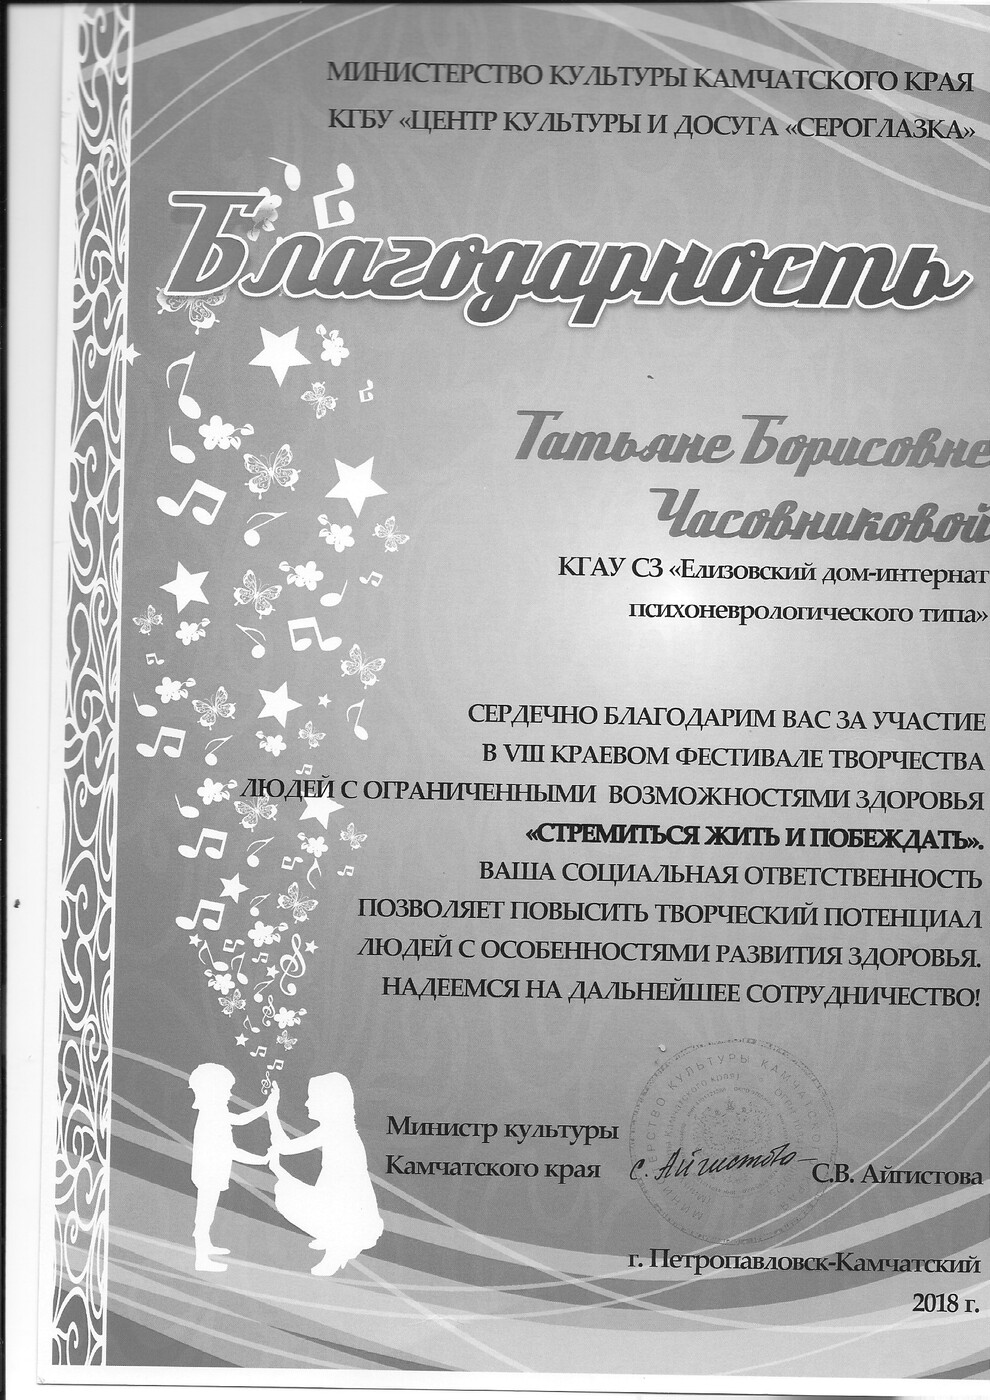 МИНИСТЕРСТВО КУЛЬТУРЫ КАМЧАТСКОГО КРАЯ
КГБУ «ЦЕНТР КУЛЬТУРЫ И ДОСУГА «СЕРОГЛАЗКА»
Благодарность
Татьяне Борисовне
Часовниковой
КГАУ СЗ «Елизовский дом-интернат
психоневрологического типа»
СЕРДЕЧНО БЛАГОДАРИМ ВАС ЗА УЧАСТИЕ
В VIII КРАЕВОМ ФЕСТИВАЛЕ ТВОРЧЕСТВА
ЛЮДЕЙ С ОГРАНИЧЕННЫМИ ВОЗМОЖНОСТЯМИ ЗДОРОВЬЯ
«СТРЕМИТЬСЯ ЖИТЬ И ПОБЕЖДАТЬ».
ВАША СОЦИАЛЬНАЯ ОТВЕТСТВЕННОСТЬ
ПОЗВОЛЯЕТ ПОВЫСИТЬ ТВОРЧЕСКИЙ ПОТЕНЦИАЛ
ЛЮДЕЙ С ОСОБЕННОСТЯМИ РАЗВИТИЯ ЗДОРОВЬЯ.
НАДЕЕМСЯ НА ДАЛЬНЕЙШЕЕ СОТРУДНИЧЕСТВО!
Министр культуры
Камчатского края
С. Айгистова
С.В. Айгистова
г. Петропавловск-Камчатский
2018 г.